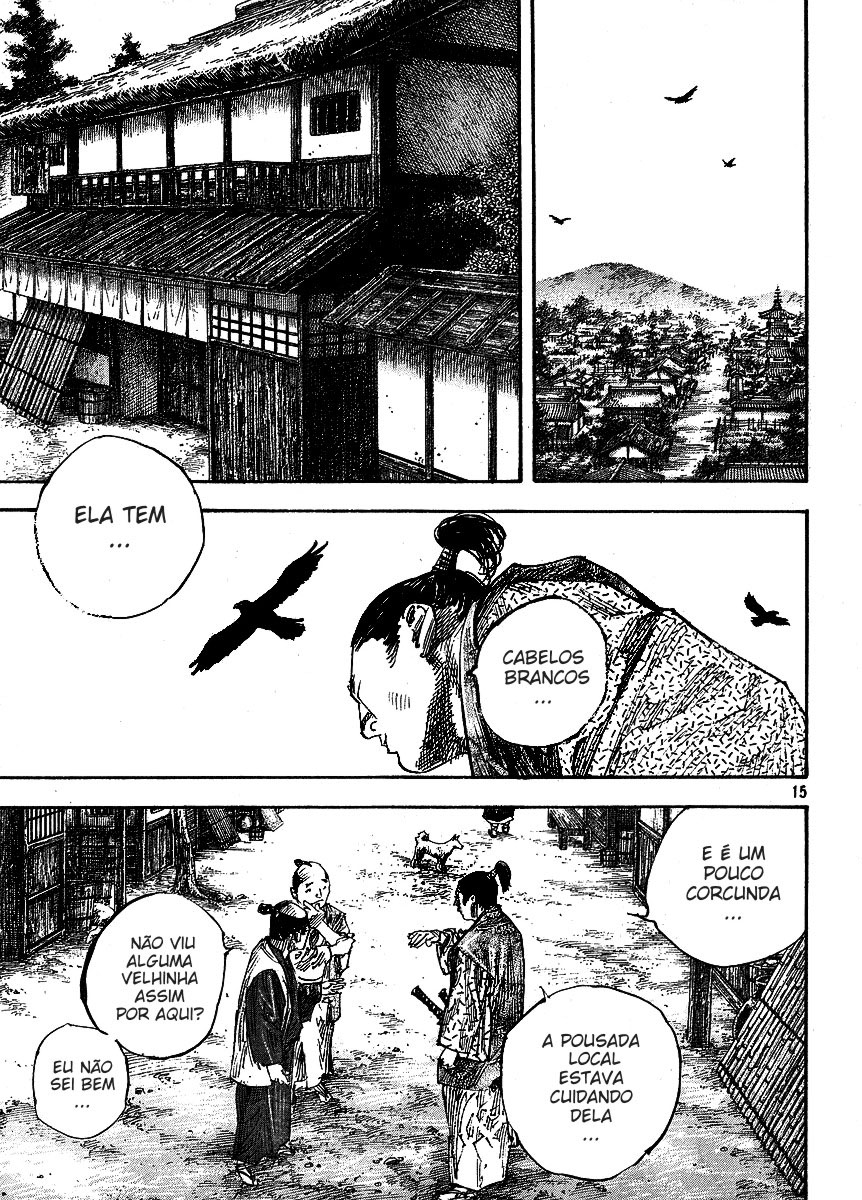 ELA TEM
...
CABELOS
BRANCOS
...
15
E É UM
POUCO
CORCUNDA
...
A POUSADA
LOCAL
ESTAVA
CUIDANDO
DELA
...
NÃO VIU
ALGUMA
VELHINHA
ASSIM
POR AQUI?
EU NÃO
SEI BEM
...